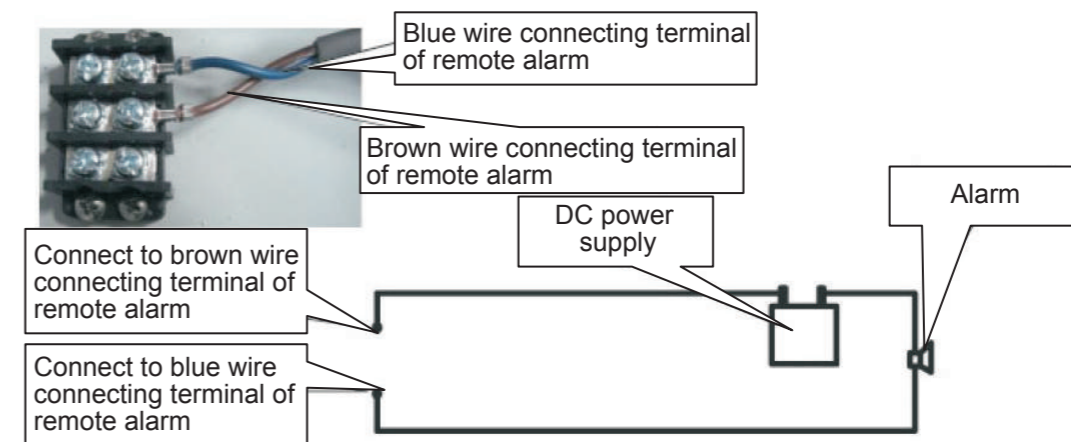 Blue wire connecting terminal
of remote alarm
Brown wire connecting terminal
of remote alarm
DC power
supply
Alarm
Connect to brown wire
connecting terminal of
remote alarm
Connect to blue wire
connecting terminal of
remote alarm